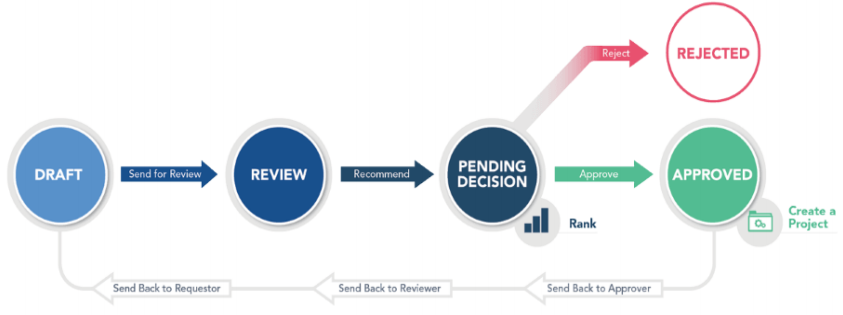 Reject
REJECTED
DRAFT
Send for Review
REVIEW
Recommend
PENDING
DECISION
Approve
APPROVED
Rank
Create a
Project
Send Back to Requestor
Send Back to Reviewer
Send Back to Approver